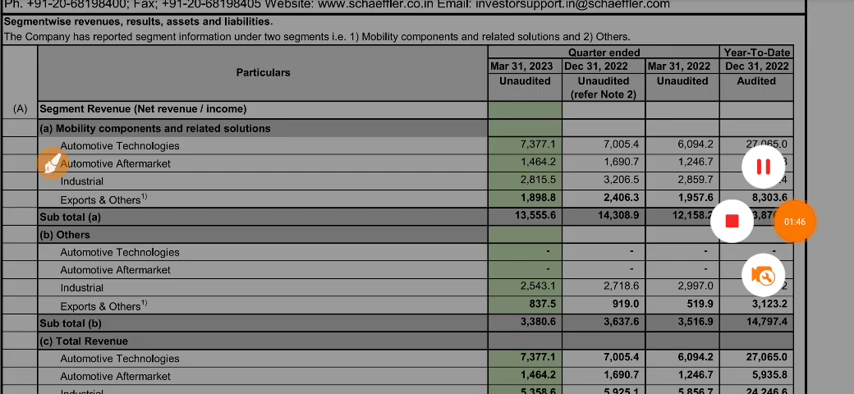 Ph. +91-20-68198400; Fax; +91-20-68198405 Website: www.schaeffler.co.in Email: investorsupport.in@schaeffler.com
Segmentwise revenues, results, assets and liabilities.
The Company has reported segment information under two segments i.e. 1) Mobility components and related solutions and 2) Others.
Particulars Quarter ended Year-To-Date
Mar 31, 2023 Dec 31, 2022 Mar 31, 2022 Dec 31, 2022
Unaudited Unaudited Unaudited Audited
(refer Note 2)
(A) Segment Revenue (Net revenue / income)
(a) Mobility components and related solutions
Automotive Technologies 7,377.1 7,005.4 6,094.2 27,065.0
Automotive Aftermarket 1,464.2 1,690.7 1,246.7
Industrial 2,815.5 3,206.5 2,859.7
Exports & Others1) 1,898.8 2,406.3 1,957.6 8,303.6
Sub total (a) 13,555.6 14,308.9 12,158.2
01:46
(b) Others
Automotive Technologies - - - -
Automotive Aftermarket - - -
Industrial 2,543.1 2,718.6 2,997.0
Exports & Others1) 837.5 919.0 519.9 3,123.2
Sub total (b) 3,380.6 3,637.6 3,516.9 14,797.4
(c) Total Revenue
Automotive Technologies 7,377.1 7,005.4 6,094.2 27,065.0
Automotive Aftermarket 1,464.2 1,690.7 1,246.7 5,935.8
Industrial 5,358.6 5,925.1 5,856.7 24,246.6